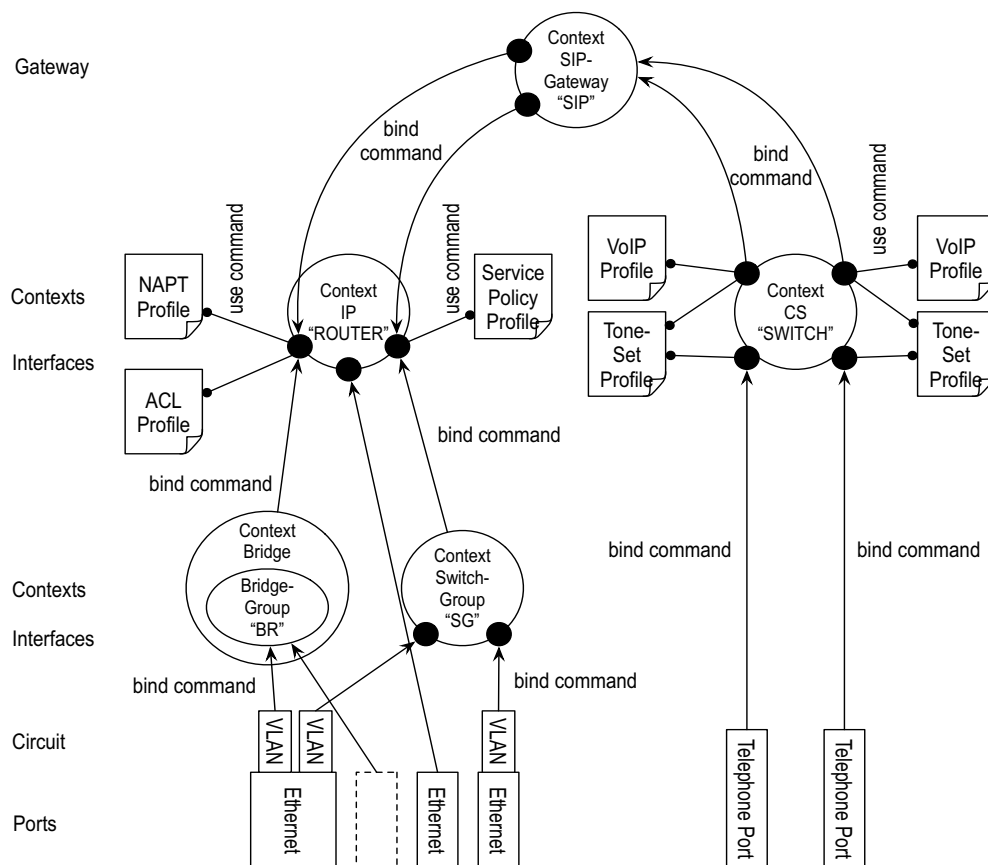 Gateway
Context
SIP-
Gateway
“SIP”
bind
command
bind
command
use command
use command
use command
NAPT
Profile
Service
Policy
Profile
VoIP
Profile
VoIP
Profile
Contexts
Context
IP
“ROUTER”
Context
CS
“SWITCH”
Interfaces
Tone-
Set
Profile
Tone-
Set
Profile
ACL
Profile
bind command
bind command
Context
Bridge
Context
Switch-
Group
“SG”
bind command
bind command
Contexts
Bridge-
Group
“BR”
Interfaces
bind command
bind command
Circuit
VLAN
VLAN
VLAN
Ports
Ethernet
Ethernet
Ethernet
Telephone Port
Telephone Port